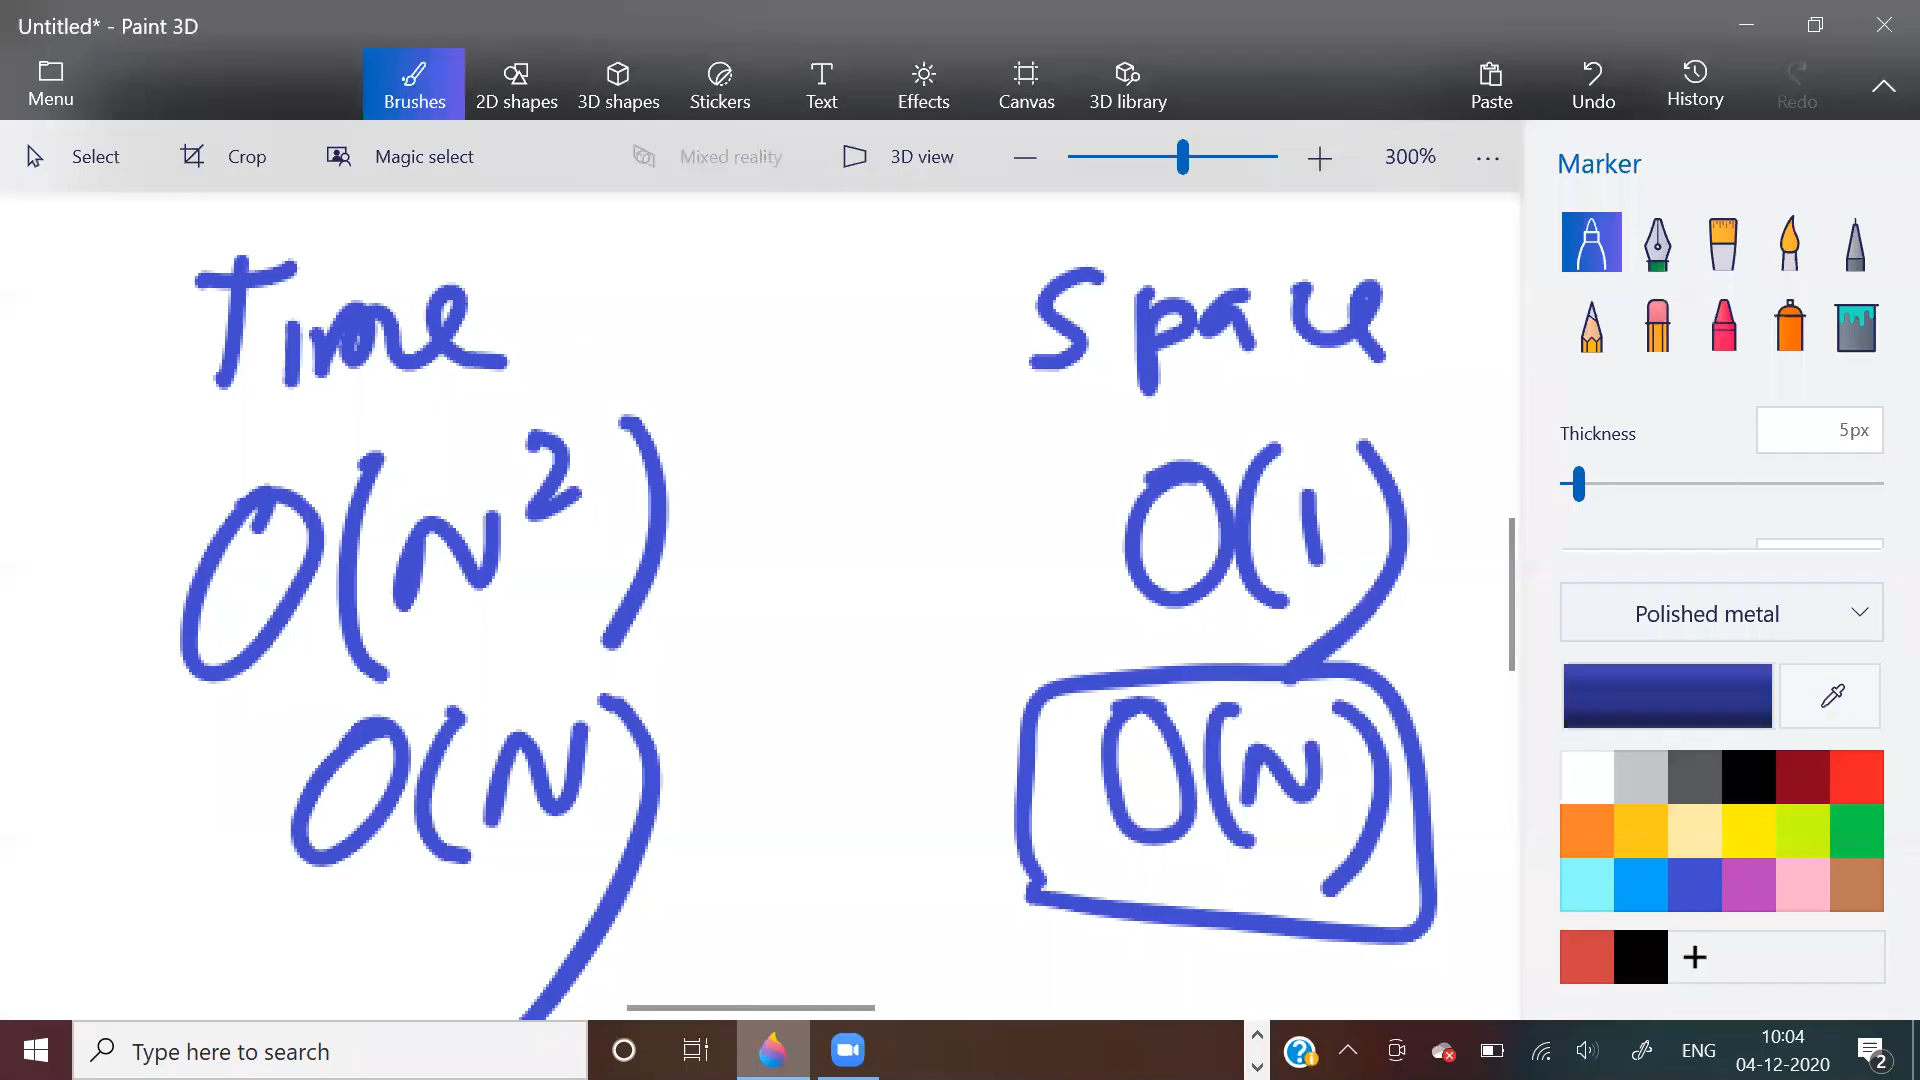 Untitled* - Paint 3D
Menu
Brushes 2D shapes 3D shapes Stickers Text Effects Canvas 3D library
Paste Undo History Redo
Select Crop Magic select Mixed reality 3D view 300% ...
Marker
Time Space
O(N²) O(1)
O(N) O(N)
Thickness 5px
Polished metal
Type here to search
ENG
10:04
04-12-2020
2